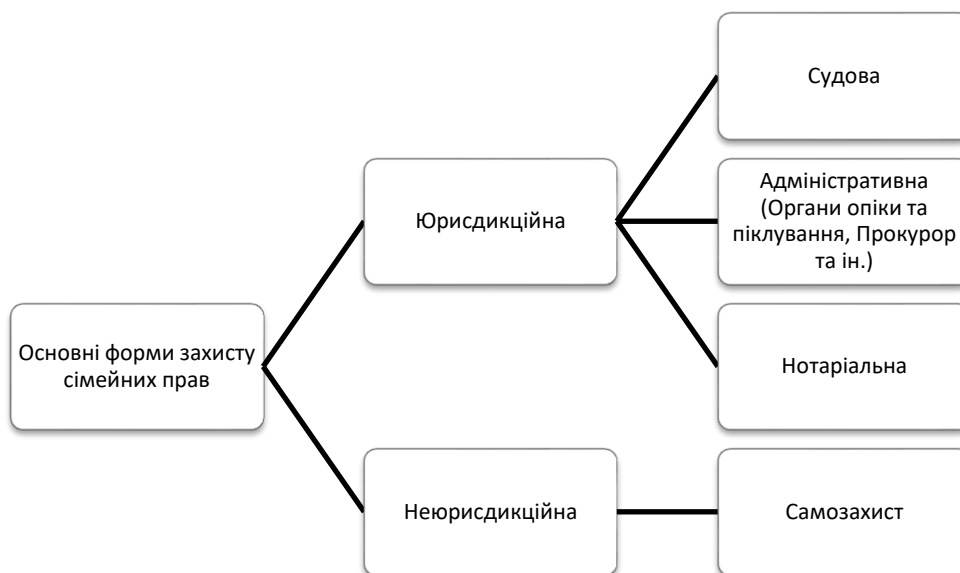 Основні форми захисту
сімейних прав
Юрисдикційна
Судова
Адміністративна
(Органи опіки та
піклування, Прокурор
та ін.)
Нотаріальна
Неюрисдикційна
Самозахист